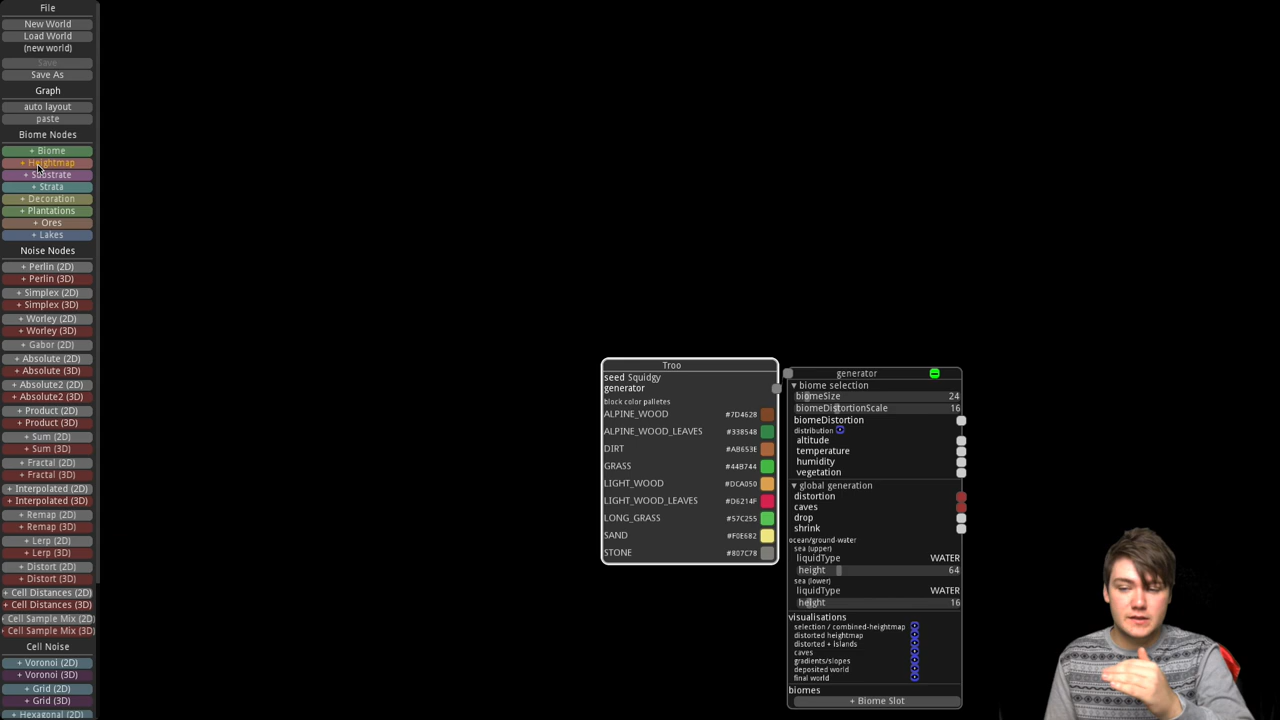 File
New World
Load World
(new world)
Save
Save As
Graph
auto layout
paste
Biome Nodes
+ Biome
+ Heightmap
+ Substrate
+ Strata
+ Decoration
+ Plantations
+ Ores
+ Lakes
Noise Nodes
+ Perlin (2D)
+ Perlin (3D)
+ Simplex (2D)
+ Simplex (3D)
+ Worley (2D)
+ Worley (3D)
+ Gabor (2D)
+ Absolute (2D)
+ Absolute (3D)
+ Absolute2 (2D)
+ Absolute2 (3D)
+ Product (2D)
+ Product (3D)
+ Sum (2D)
+ Sum (3D)
+ Fractal (2D)
+ Fractal (3D)
+ Interpolated (2D)
+ Interpolated (3D)
+ Remap (2D)
+ Remap (3D)
+ Lerp (2D)
+ Lerp (3D)
+ Distort (2D)
+ Distort (3D)
+ Cell Distances (2D)
+ Cell Distances (3D)
+ Cell Sample Mix (2D)
+ Cell Sample Mix (3D)
Cell Noise
+ Voronoi (2D)
+ Voronoi (3D)
+ Grid (2D)
+ Grid (3D)
+ Hexagonal (2D)
Troo
seed Squidgy
generator
block color palletes
ALPINE_WOOD #7D4628
ALPINE_WOOD_LEAVES #338548
DIRT #AB653E
GRASS #44B744
LIGHT_WOOD #DCA050
LIGHT_WOOD_LEAVES #D6214F
LONG_GRASS #57C255
SAND #F0E682
STONE #807C78
generator
biome selection
biomeSize 24
biomeDistortionScale 16
biomeDistortion
distribution
altitude
temperature
humidity
vegetation
global generation
distortion
caves
drop
shrink
ocean/ground-water
sea (upper)
liquidType WATER
height 64
sea (lower)
liquidType WATER
height 16
visualisations
selection / combined-heightmap
distorted heightmap
distorted + islands
caves
gradients/slopes
deposited world
final world
biomes
+ Biome Slot